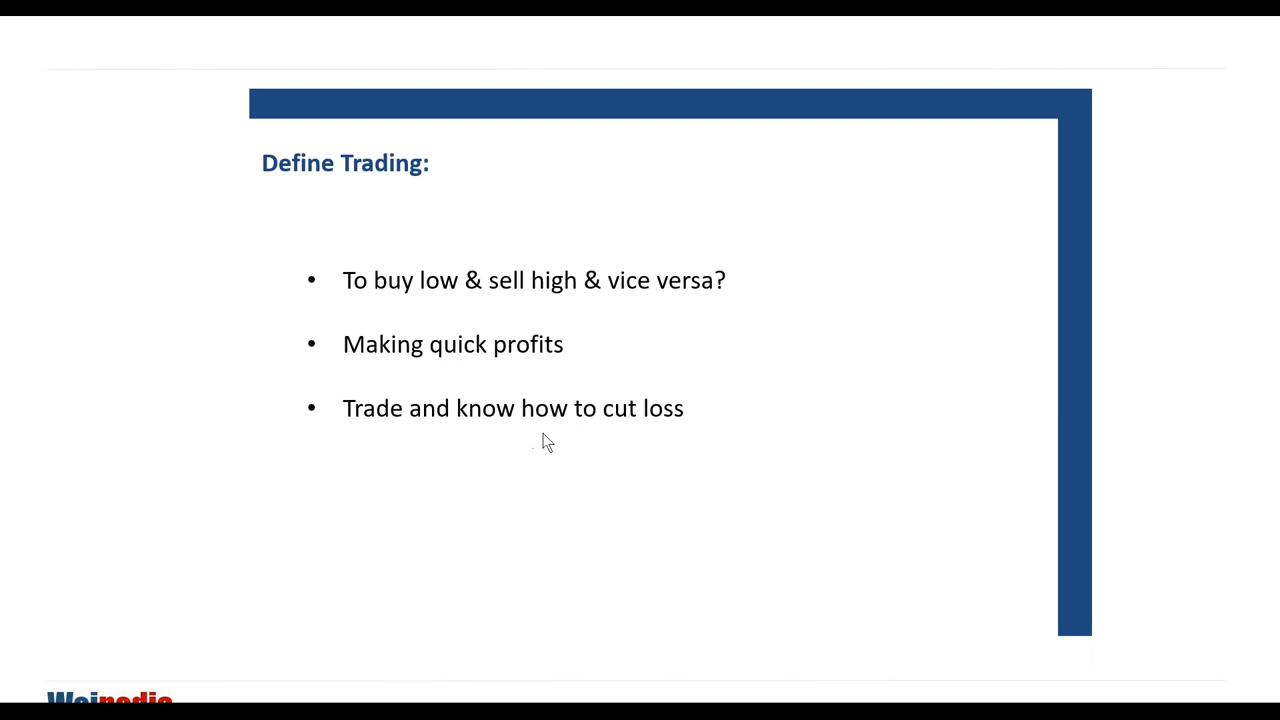 Define Trading:
• To buy low & sell high & vice versa?
• Making quick profits
• Trade and know how to cut loss